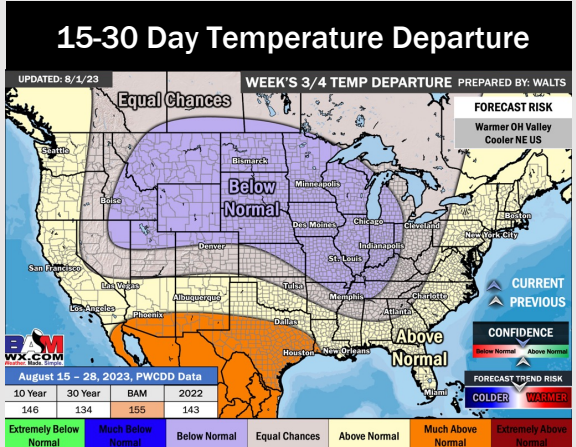 15-30 Day Temperature Departure
UPDATED: 8/1/23
WEEK'S 3/4 TEMP DEPARTURE PREPARED BY: WALTS
Equal Chances
FORECAST RISK
Warmer OH Valley
Cooler NE US
Seattle
Bismarck
Minneapolis
Below
Normal
Boise
Boston
Des Moines
Chicago
Cleveland
New York City
Indianapolis
Denver
St. Louis
San Francisco
Las Vegas
Tulsa
CURRENT
Albuquerque
Memphis
Charlotte
PREVIOUS
Los Angeles
Phoenix
Atlanta
Dallas
CONFIDENCE
Above
Normal
Below Normal
Above Normal
Houston
New Orleans
BAM
WX.COM
Weather. Made. Simple.
FORECAST TREND RISK
August 15 – 28, 2023, PWCDD Data
Miami
COLDER
WARMER
10 Year 30 Year BAM 2022
146 134 155 143
Extremely Below
Normal
Much Below
Normal
Below Normal
Equal Chances
Above Normal
Much Above
Normal
Extremely Above
Normal